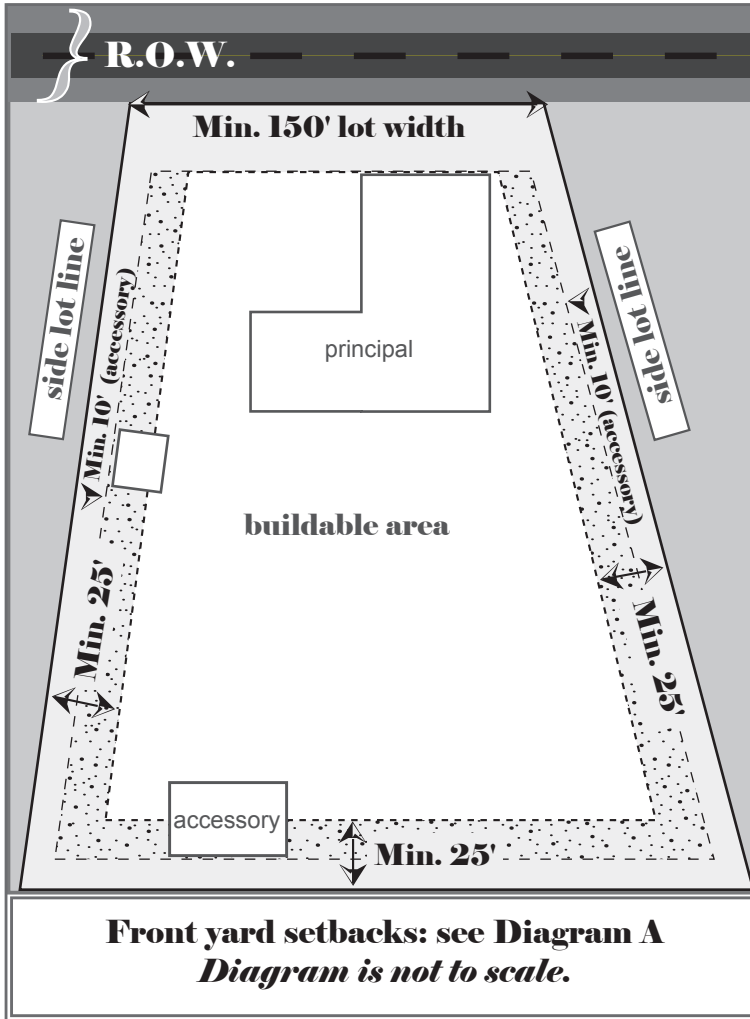 R.O.W.
Min. 150' lot width
side lot line
Min. 10' (accessory)
side lot line
Min. 10' (accessory)
principal
buildable area
Min. 25'
Min. 25'
accessory
Min. 25'
Front yard setbacks: see Diagram A
Diagram is not to scale.